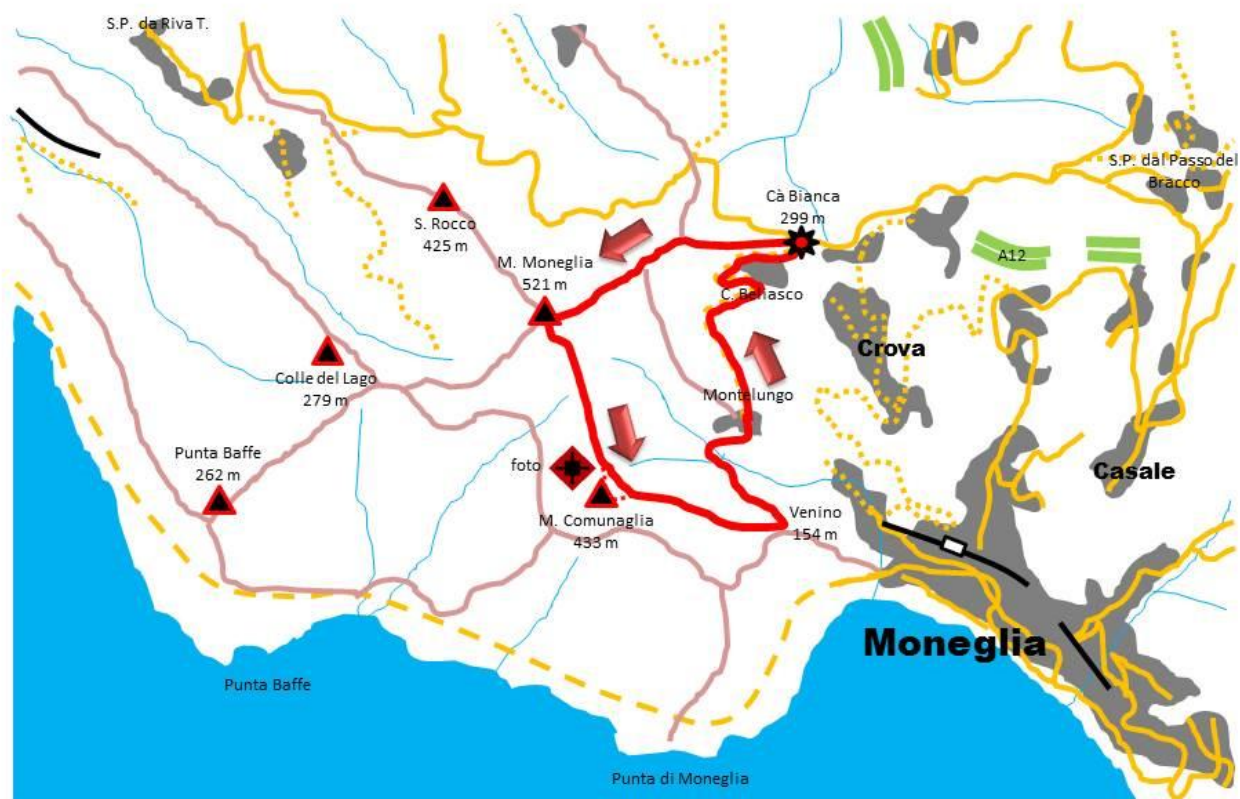 S.P. da Riva T.
S.P. dal Passo del
Bracco
Cà Bianca
299 m
S. Rocco
425 m
A12
M. Moneglia
521 m
C. Bellasco
Crova
Colle del Lago
279 m
Montelungo
Punta Baffe
262 m
foto
Casale
M. Comunaglia
433 m
Venino
154 m
Moneglia
Punta Baffe
Punta di Moneglia